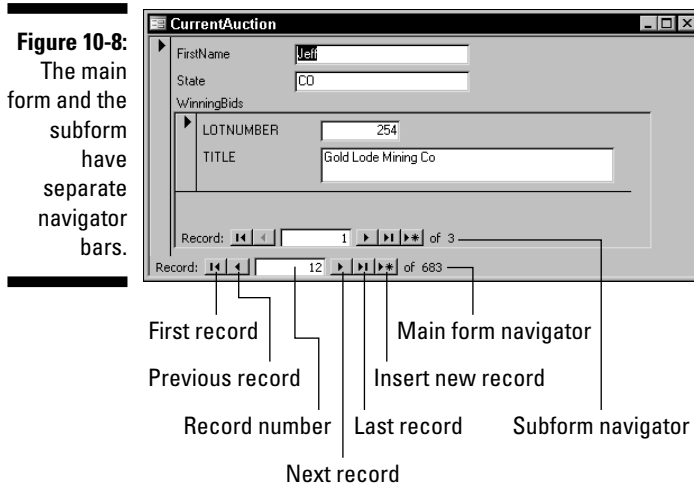 Figure 10-8:
The main
form and the
subform
have
separate
navigator
bars.
CurrentAuction
FirstName Jeff
State CO
WinningBids
LOTNUMBER 254
TITLE Gold Lode Mining Co
Record: 1 of 3
Record: 12 of 683
First record Main form navigator
Previous record Insert new record
Record number Last record Subform navigator
Next record